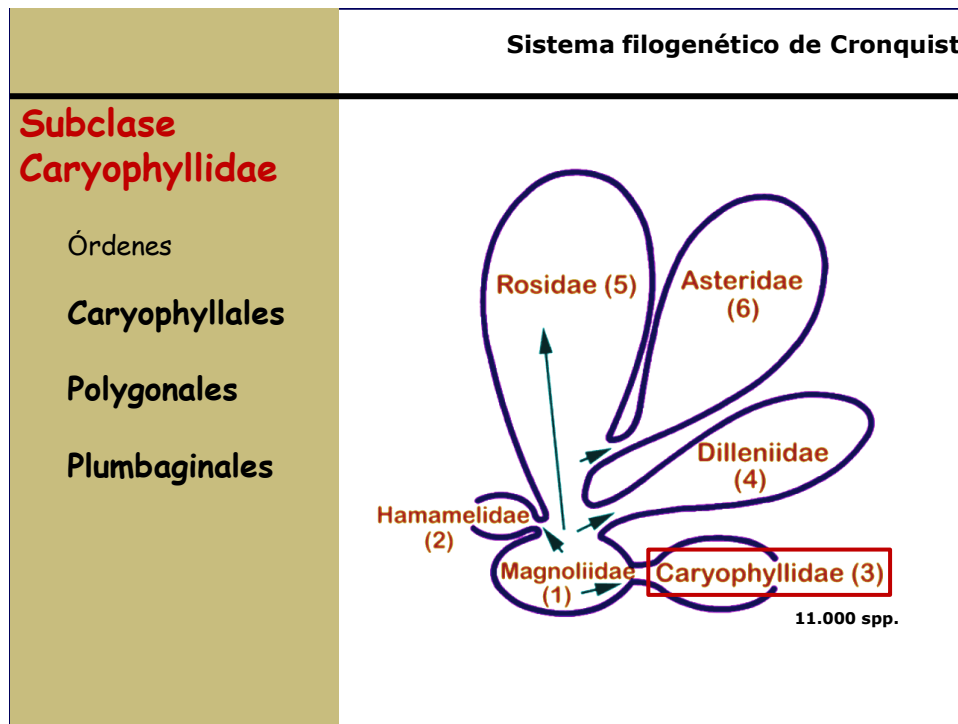 Sistema filogenético de Cronquist
Subclase
Caryophyllidae
Órdenes
Caryophyllales
Polygonales
Plumbaginales
Rosidae (5)
Asteridae
(6)
Dilleniidae
(4)
Hamamelidae
(2)
Magnoliidae
(1)
Caryophyllidae (3)
11.000 spp.